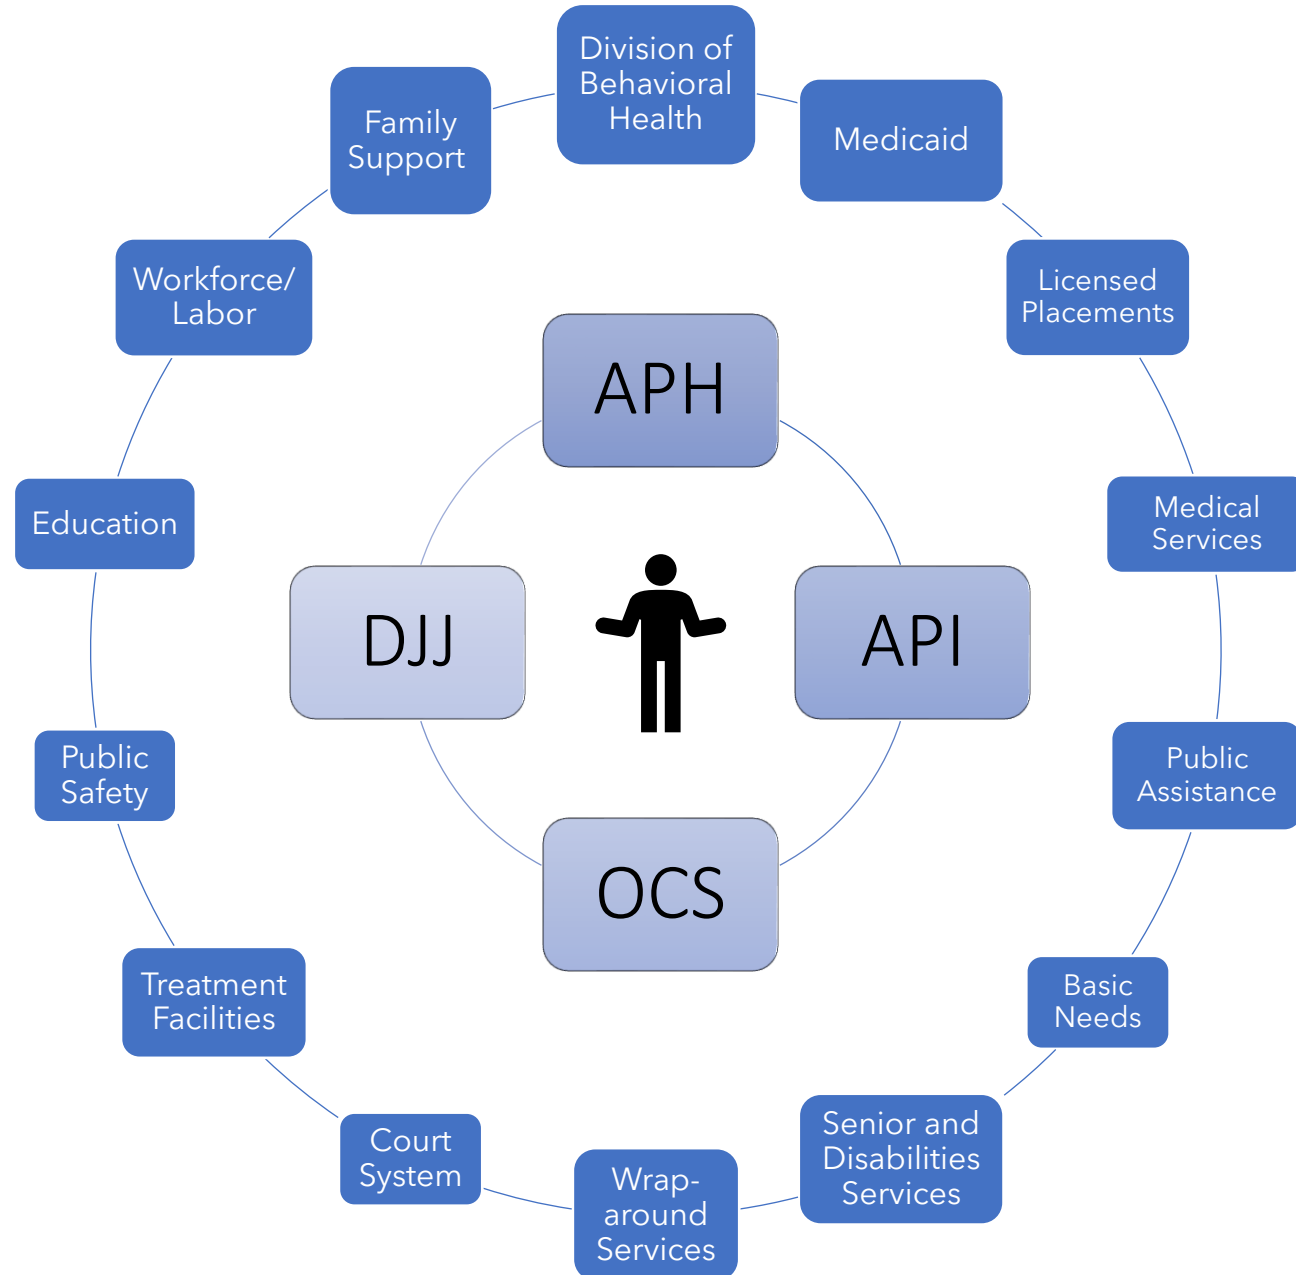 Division of
Behavioral
Health
Medicaid
Licensed
Placements
Medical
Services
Public
Assistance
Basic
Needs
Senior and
Disabilities
Services
Wrap-
around
Services
Court
System
Treatment
Facilities
Public
Safety
Education
Workforce/
Labor
Family
Support
APH
API
OCS
DJJ